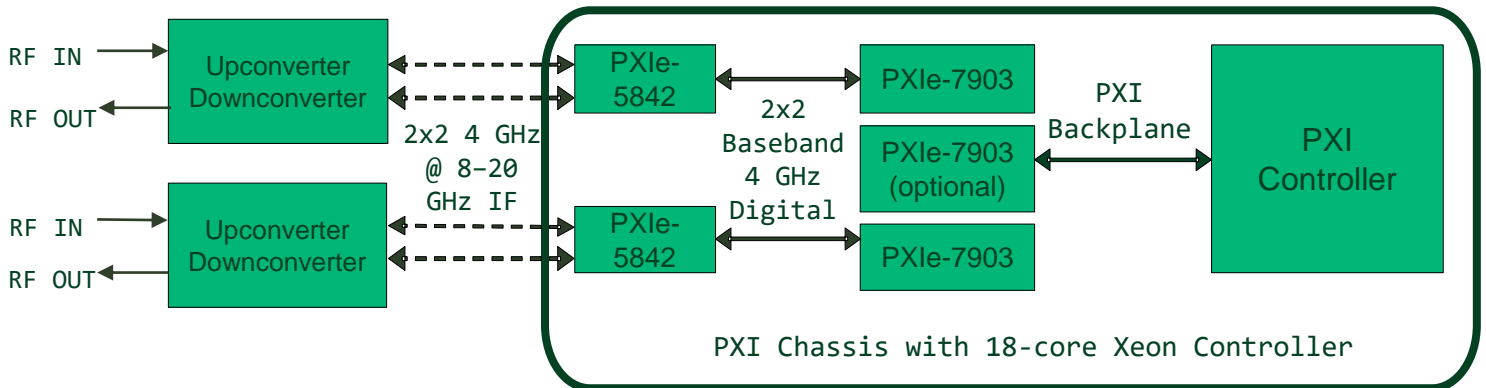 RF IN
RF OUT
Upconverter
Downconverter
2x2 4 GHz
@ 8–20
GHz IF
RF IN
RF OUT
Upconverter
Downconverter
PXIe-
5842
PXIe-
5842
2x2
Baseband
4 GHz
Digital
PXIe-7903
PXIe-7903
(optional)
PXIe-7903
PXI
Backplane
PXI
Controller
PXI Chassis with 18-core Xeon Controller